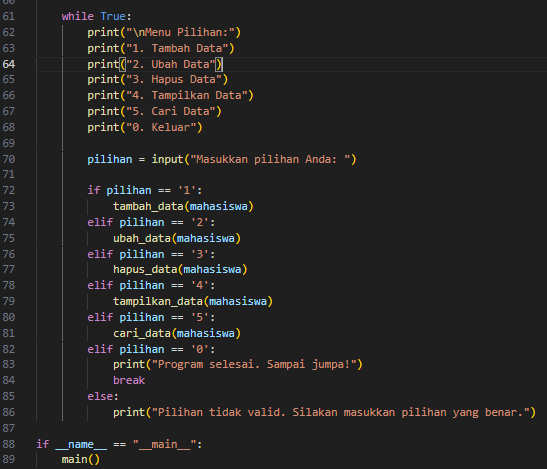 60
61 while True:
62 print("\nMenu Pilihan:")
63 print("1. Tambah Data")
64 print("2. Ubah Data")
65 print("3. Hapus Data")
66 print("4. Tampilkan Data")
67 print("5. Cari Data")
68 print("0. Keluar")
69
70 pilihan = input("Masukkan pilihan Anda: ")
71
72 if pilihan == '1':
73 tambah_data(mahasiswa)
74 elif pilihan == '2':
75 ubah_data(mahasiswa)
76 elif pilihan == '3':
77 hapus_data(mahasiswa)
78 elif pilihan == '4':
79 tampilkan_data(mahasiswa)
80 elif pilihan == '5':
81 cari_data(mahasiswa)
82 elif pilihan == '0':
83 print("Program selesai. Sampai jumpa!")
84 break
85 else:
86 print("Pilihan tidak valid. Silakan masukkan pilihan yang benar.")
87
88 if __name__ == "__main__":
89 main()